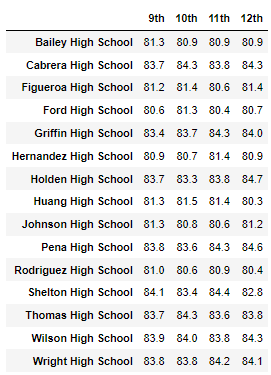 9th 10th 11th 12th
Bailey High School 81.3 80.9 80.9 80.9
Cabrera High School 83.7 84.3 83.8 84.3
Figueroa High School 81.2 81.4 80.6 81.4
Ford High School 80.6 81.3 80.4 80.7
Griffin High School 83.4 83.7 84.3 84.0
Hernandez High School 80.9 80.7 81.4 80.9
Holden High School 83.7 83.3 83.8 84.7
Huang High School 81.3 81.5 81.4 80.3
Johnson High School 81.3 80.8 80.6 81.2
Pena High School 83.8 83.6 84.3 84.6
Rodriguez High School 81.0 80.6 80.9 80.4
Shelton High School 84.1 83.4 84.4 82.8
Thomas High School 83.7 84.3 83.6 83.8
Wilson High School 83.9 84.0 83.8 84.3
Wright High School 83.8 83.8 84.2 84.1